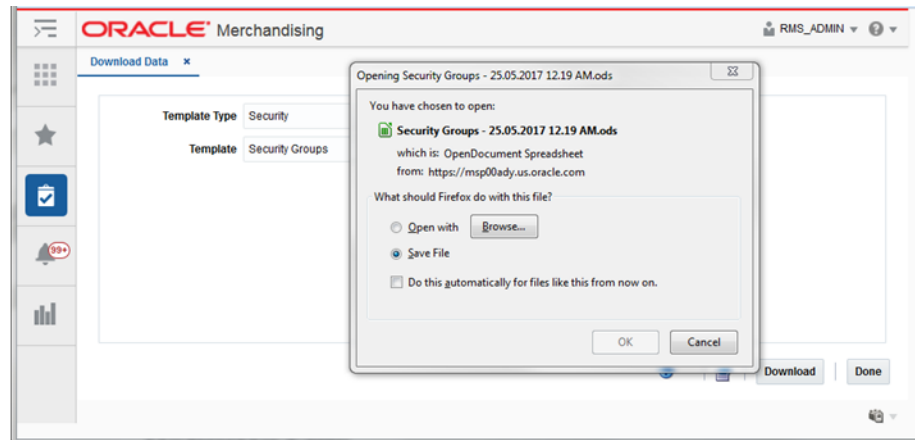 ORACLE® Merchandising
RMS_ADMIN
Download Data ×
Template Type Security
Template Security Groups
99+
Opening Security Groups - 25.05.2017 12.19 AM.ods
You have chosen to open:
Security Groups - 25.05.2017 12.19 AM.ods
which is: OpenDocument Spreadsheet
from: https://msp00ady.us.oracle.com
What should Firefox do with this file?
Open with Browse...
Save File
Do this automatically for files like this from now on.
OK Cancel
Download Done